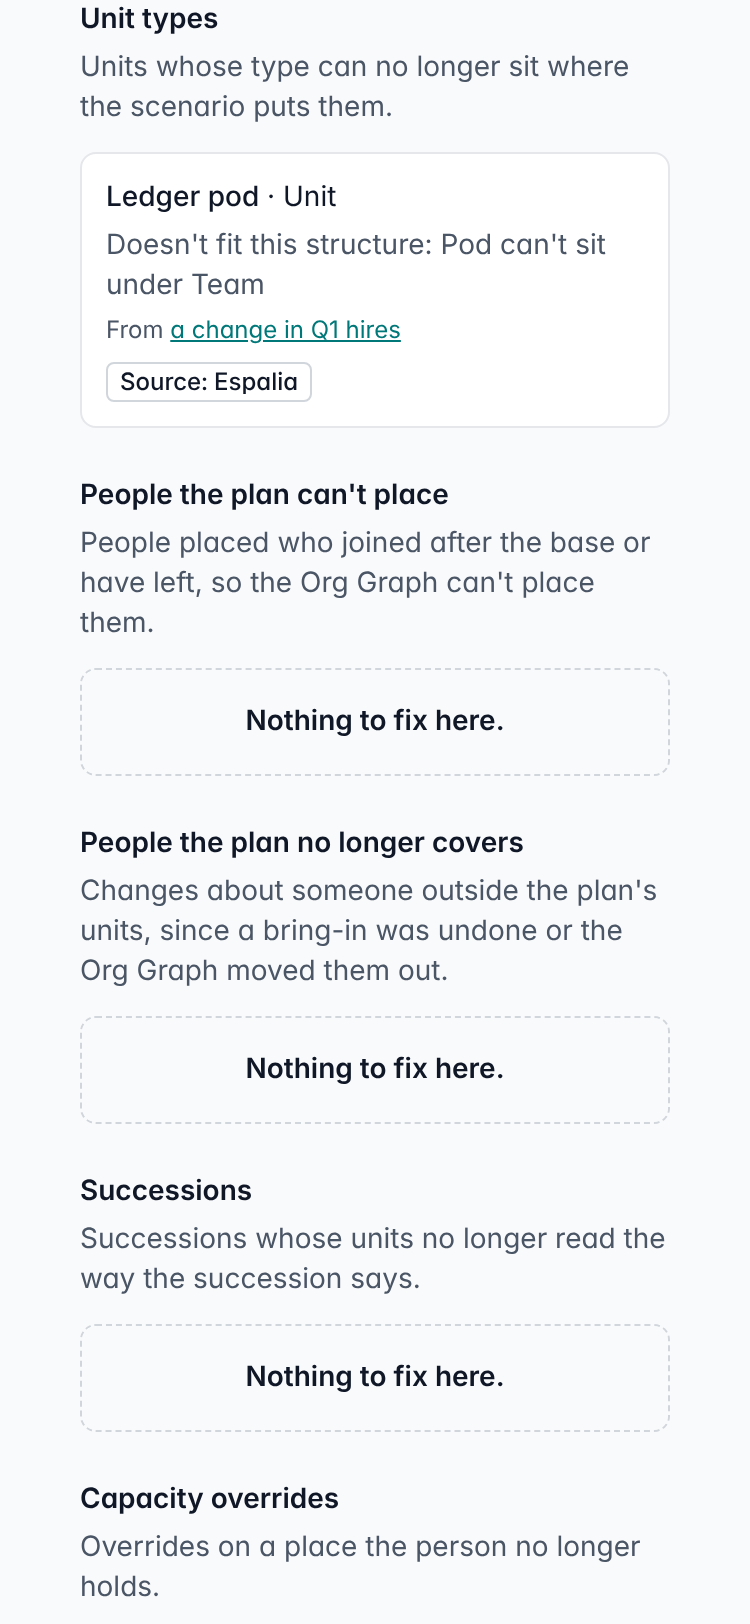 Unit types
Units whose type can no longer sit where
the scenario puts them.
Ledger pod · Unit
Doesn't fit this structure: Pod can't sit
under Team
From a change in Q1 hires
Source: Espalia
People the plan can't place
People placed who joined after the base or
have left, so the Org Graph can't place
them.
Nothing to fix here.
People the plan no longer covers
Changes about someone outside the plan's
units, since a bring-in was undone or the
Org Graph moved them out.
Nothing to fix here.
Successions
Successions whose units no longer read the
way the succession says.
Nothing to fix here.
Capacity overrides
Overrides on a place the person no longer
holds.